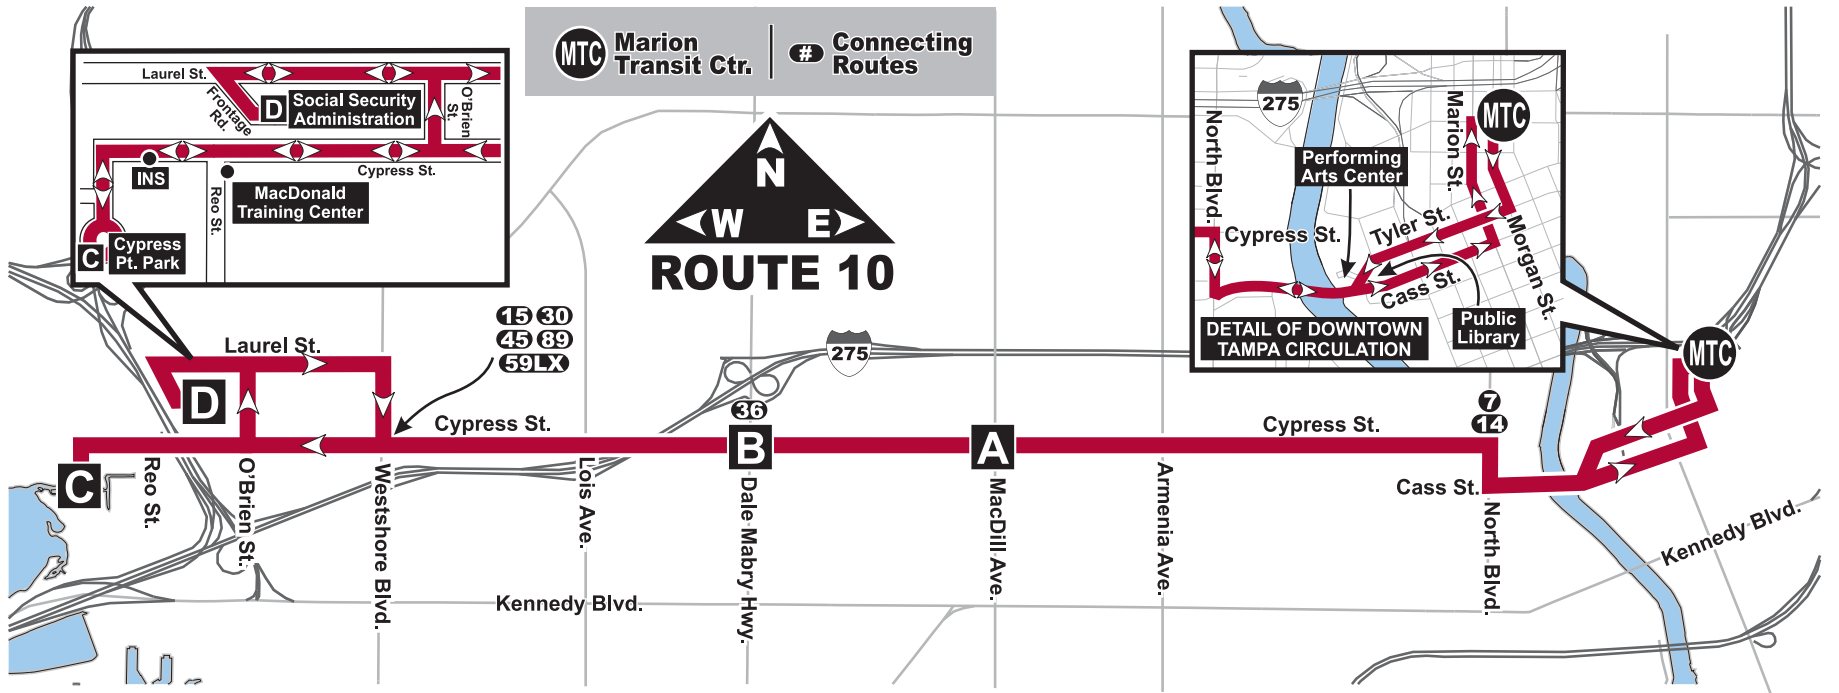 MTC
Marion
Transit Ctr.
#
Connecting
Routes
Laurel St.
Frontage
Rd.
D
Social Security
Administration
O'Brien
St.
INS
Cypress St.
MacDonald
Training Center
Reo St.
C
Cypress
Pt. Park
N
W
E
ROUTE 10
275
North Blvd.
Performing
Arts Center
Marion St.
MTC
Cypress St.
Tyler St.
Morgan St.
Cass St.
Public
Library
DETAIL OF DOWNTOWN
TAMPA CIRCULATION
15 30
45 89
59LX
275
Laurel St.
D
MTC
36
7
14
Cypress St.
B
A
Cypress St.
C
Cass St.
Reo St.
O'Brien St.
Westshore Blvd.
Lois Ave.
Dale Mabry Hwy.
MacDill Ave.
Armenia Ave.
North Blvd.
Kennedy Blvd.
Kennedy Blvd.